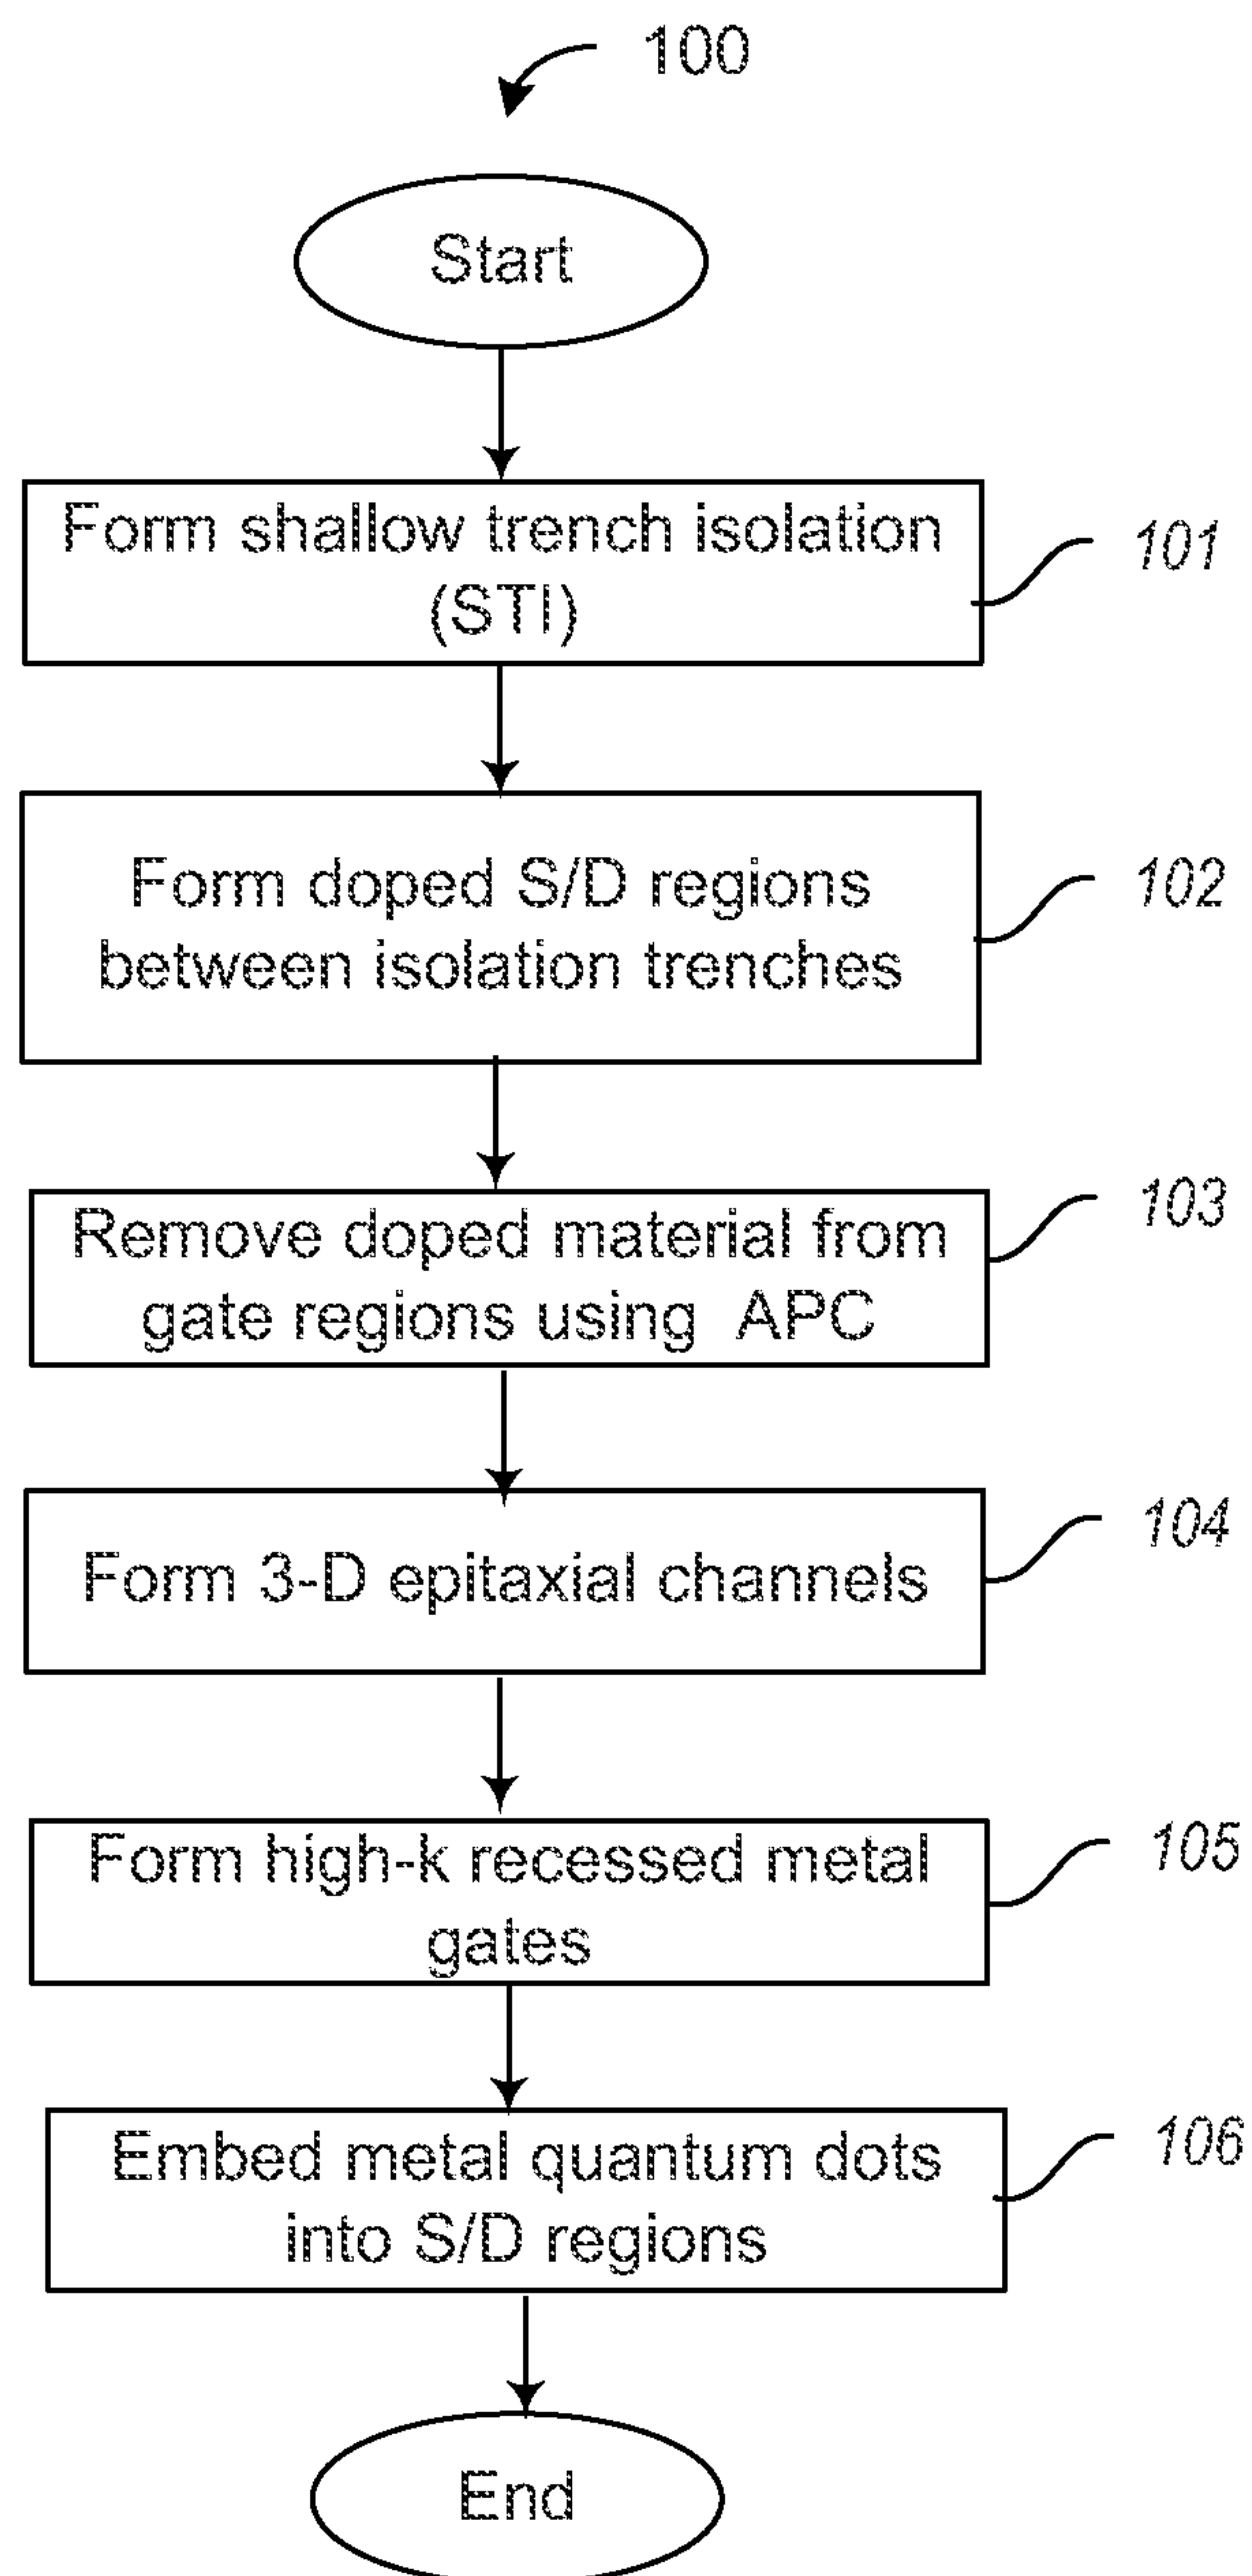 100
Start
Form shallow trench isolation
(STI)
101
Form doped S/D regions
between isolation trenches
102
Remove doped material from
gate regions using APC
103
Form 3-D epitaxial channels
104
Form high-k recessed metal
gates
105
Embed metal quantum dots
into S/D regions
106
End